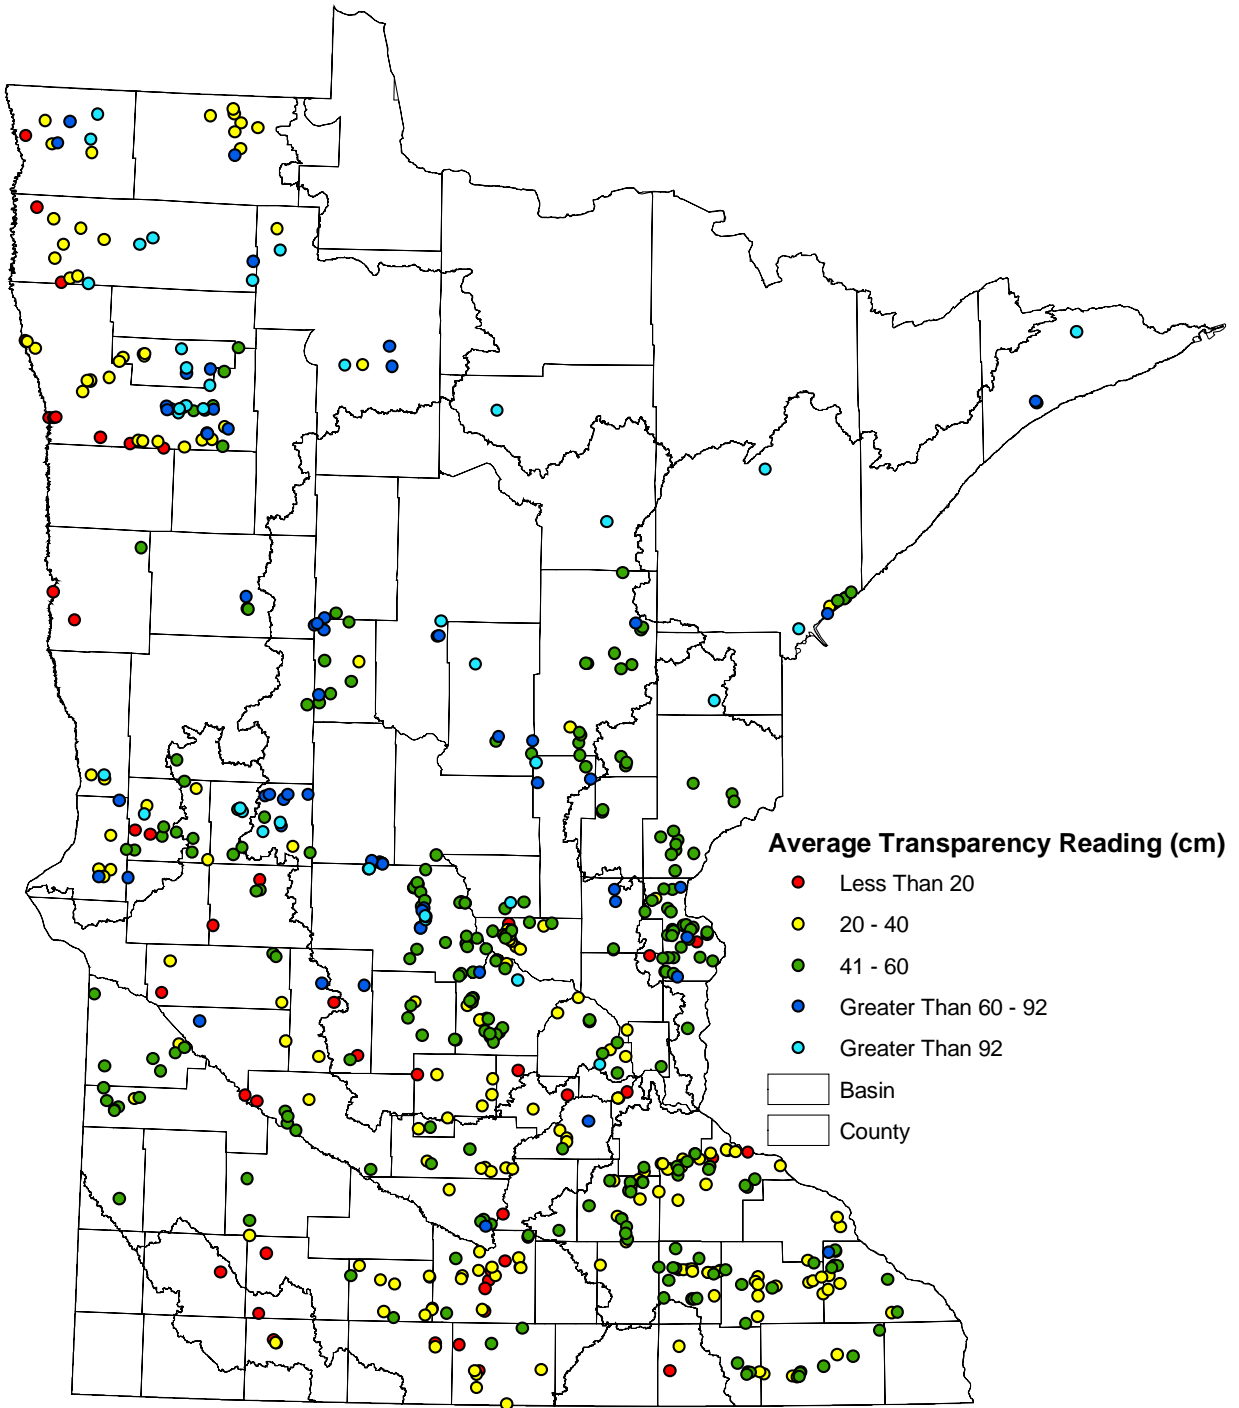 Average Transparency Reading (cm)
Less Than 20
20 - 40
41 - 60
Greater Than 60 - 92
Greater Than 92
Basin
County